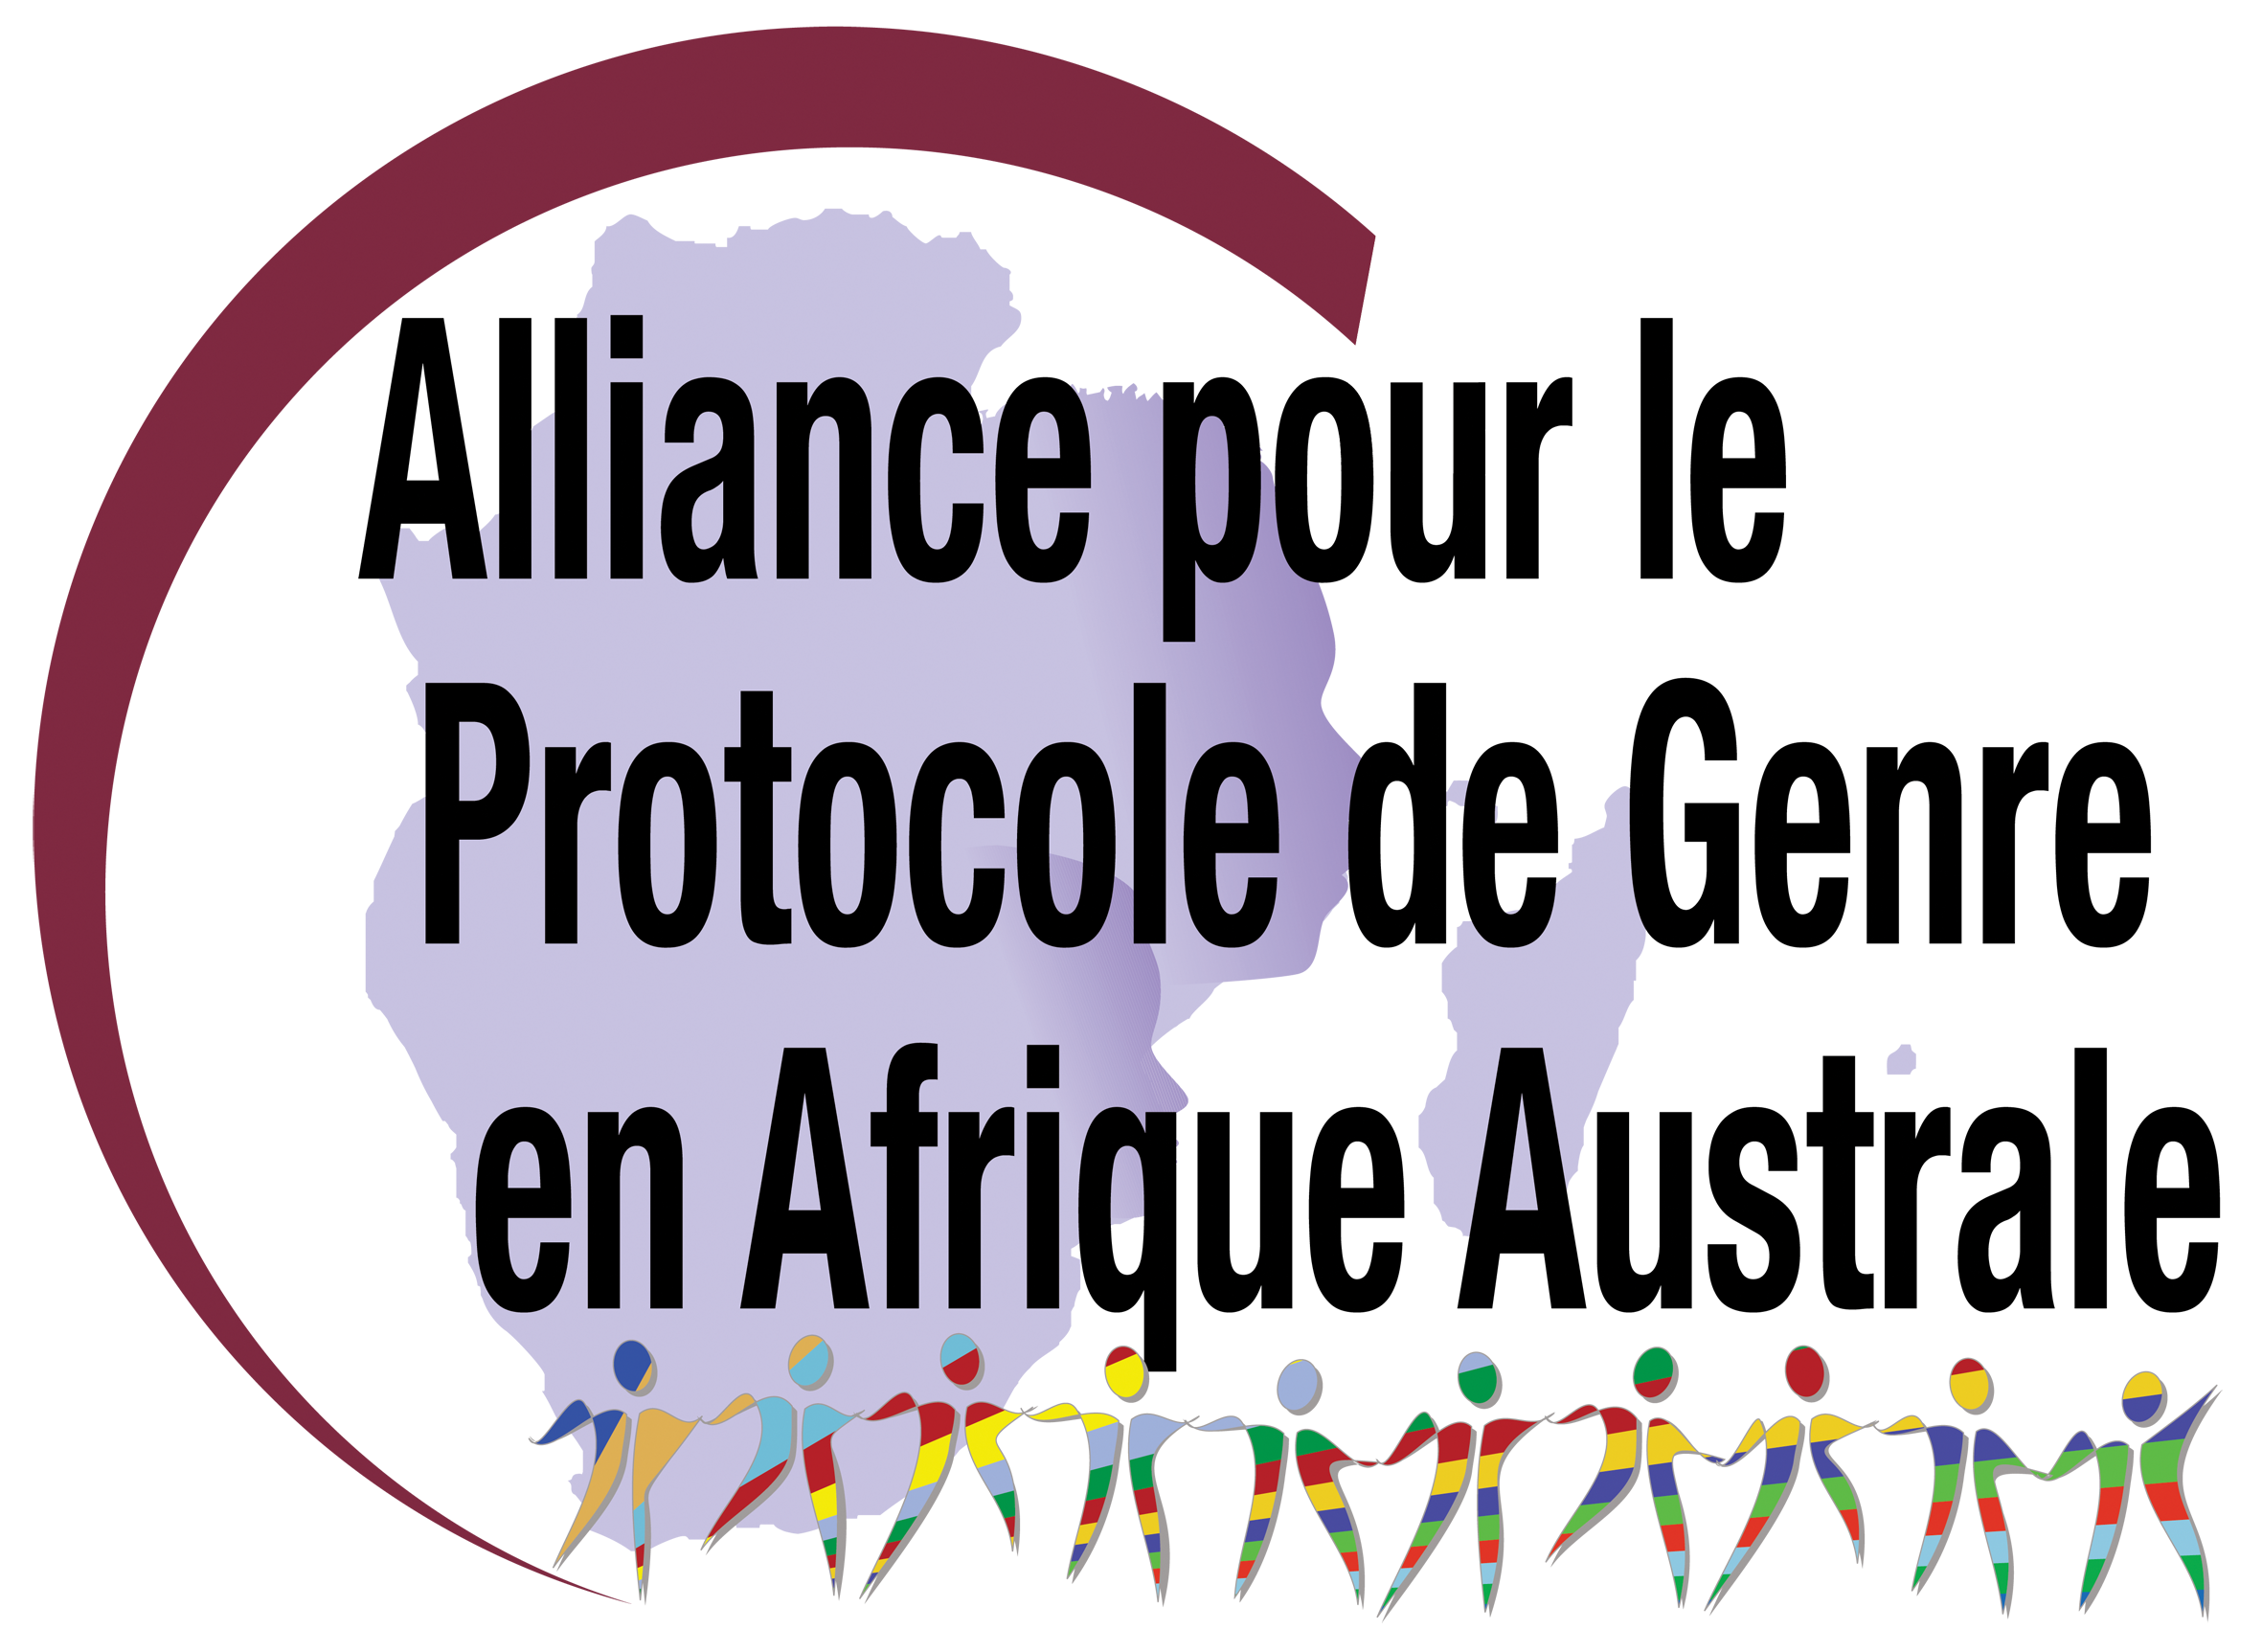 Alliance pour le
Protocole de Genre
en Afrique Australe